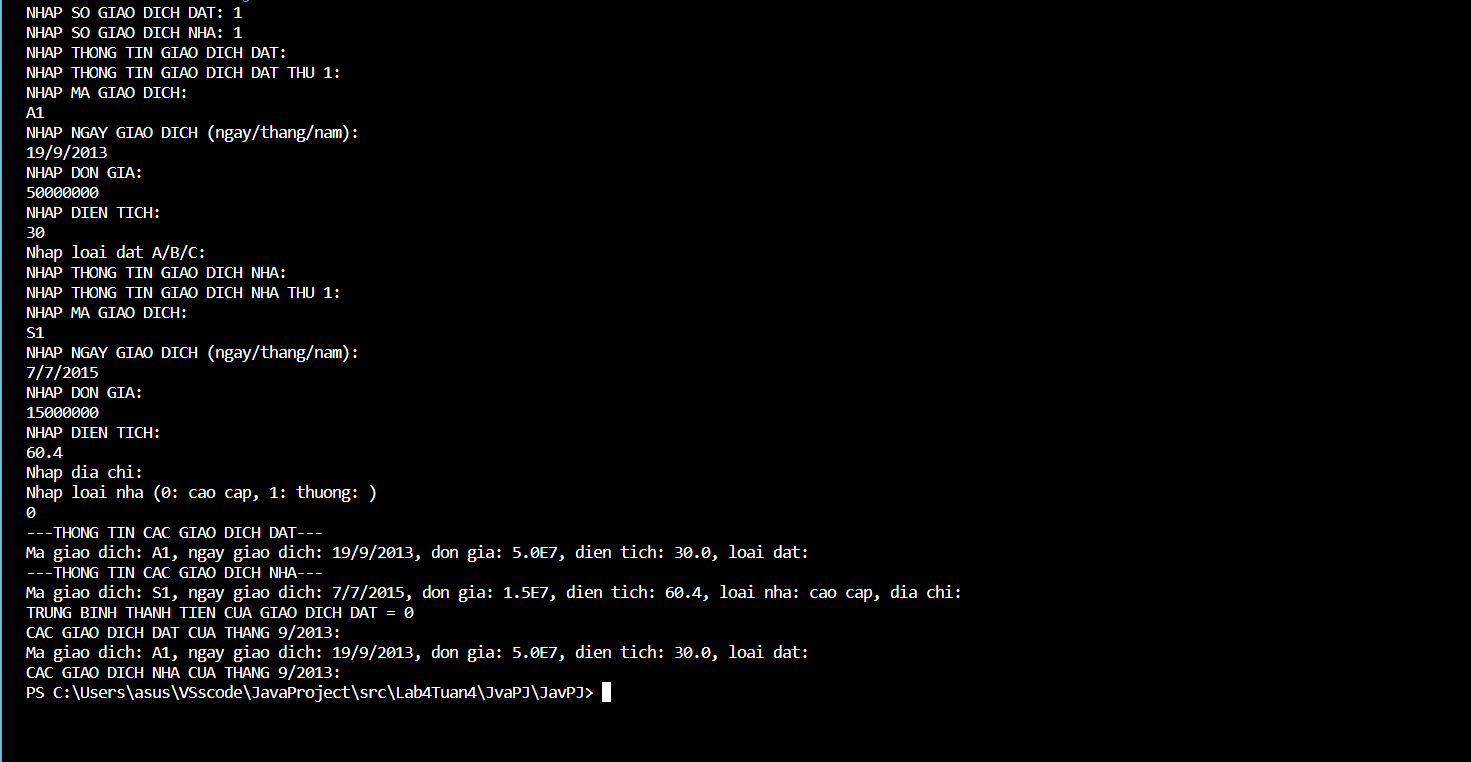 NHAP SO GIAO DICH DAT: 1
NHAP SO GIAO DICH NHA: 1
NHAP THONG TIN GIAO DICH DAT:
NHAP THONG TIN GIAO DICH DAT THU 1:
NHAP MA GIAO DICH:
A1
NHAP NGAY GIAO DICH (ngay/thang/nam):
19/9/2013
NHAP DON GIA:
50000000
NHAP DIEN TICH:
30
Nhap loai dat A/B/C:
NHAP THONG TIN GIAO DICH NHA:
NHAP THONG TIN GIAO DICH NHA THU 1:
NHAP MA GIAO DICH:
S1
NHAP NGAY GIAO DICH (ngay/thang/nam):
7/7/2015
NHAP DON GIA:
15000000
NHAP DIEN TICH:
60.4
Nhap dia chi:
Nhap loai nha (0: cao cap, 1: thuong: )
0
---THONG TIN CAC GIAO DICH DAT---
Ma giao dich: A1, ngay giao dich: 19/9/2013, don gia: 5.0E7, dien tich: 30.0, loai dat:
---THONG TIN CAC GIAO DICH NHA---
Ma giao dich: S1, ngay giao dich: 7/7/2015, don gia: 1.5E7, dien tich: 60.4, loai nha: cao cap, dia chi:
TRUNG BINH THANH TIEN CUA GIAO DICH DAT = 0
CAC GIAO DICH DAT CUA THANG 9/2013:
Ma giao dich: A1, ngay giao dich: 19/9/2013, don gia: 5.0E7, dien tich: 30.0, loai dat:
CAC GIAO DICH NHA CUA THANG 9/2013:
PS C:\Users\asus\VSscode\JavaProject\src\Lab4Tuan4\JvaPJ\JavPJ>